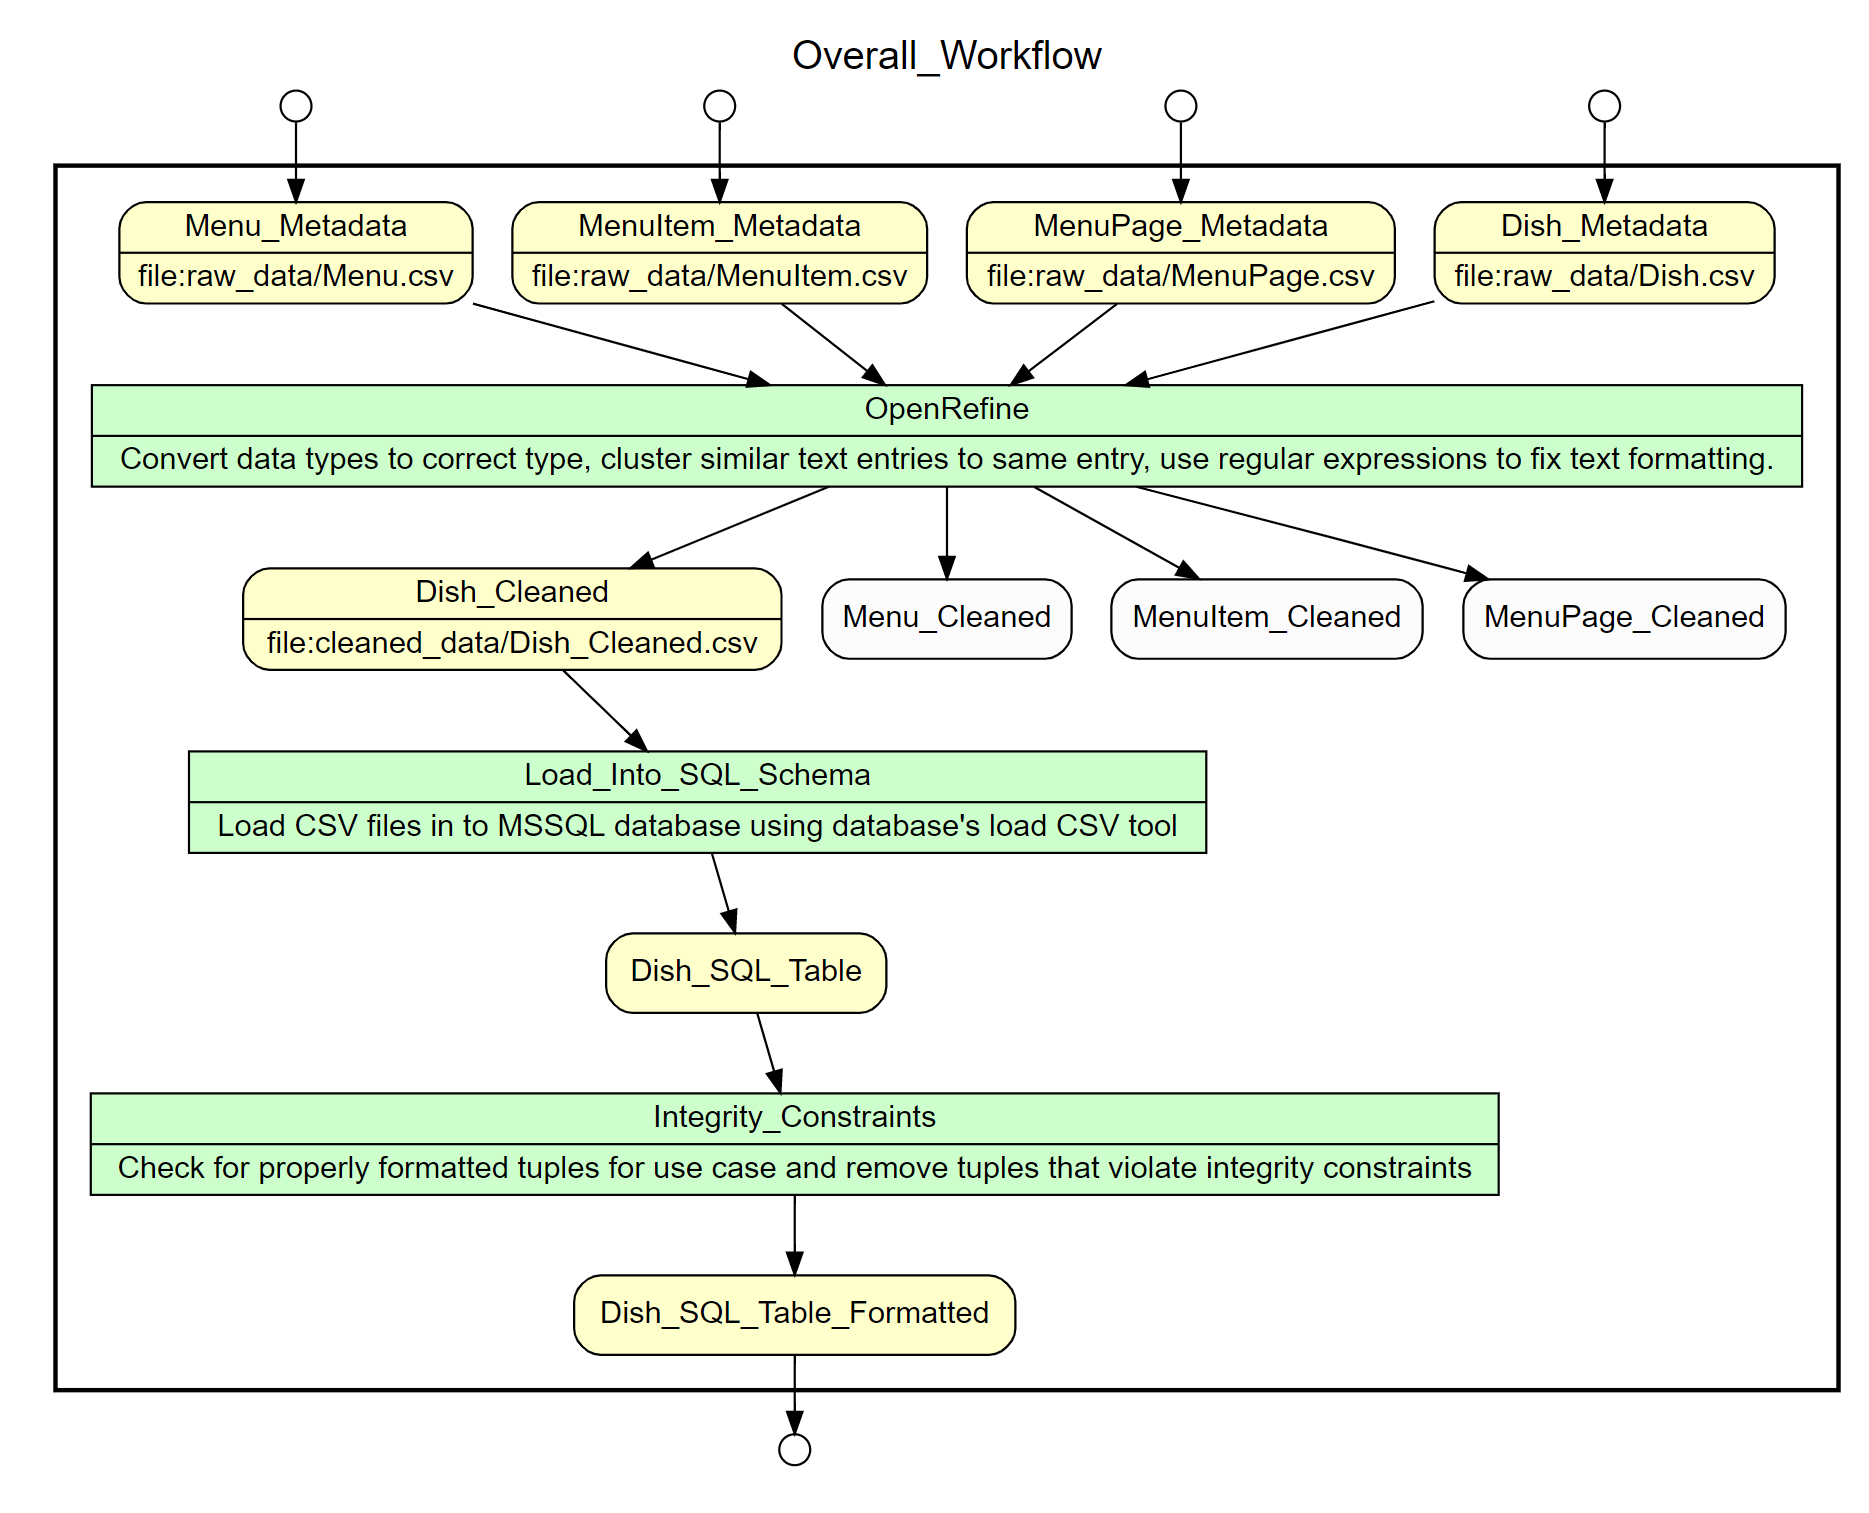 Overall_Workflow
Menu_Metadata
file:raw_data/Menu.csv
MenuItem_Metadata
file:raw_data/MenuItem.csv
MenuPage_Metadata
file:raw_data/MenuPage.csv
Dish_Metadata
file:raw_data/Dish.csv
OpenRefine
Convert data types to correct type, cluster similar text entries to same entry, use regular expressions to fix text formatting.
Dish_Cleaned
file:cleaned_data/Dish_Cleaned.csv
Menu_Cleaned
MenuItem_Cleaned
MenuPage_Cleaned
Load_Into_SQL_Schema
Load CSV files in to MSSQL database using database's load CSV tool
Dish_SQL_Table
Integrity_Constraints
Check for properly formatted tuples for use case and remove tuples that violate integrity constraints
Dish_SQL_Table_Formatted